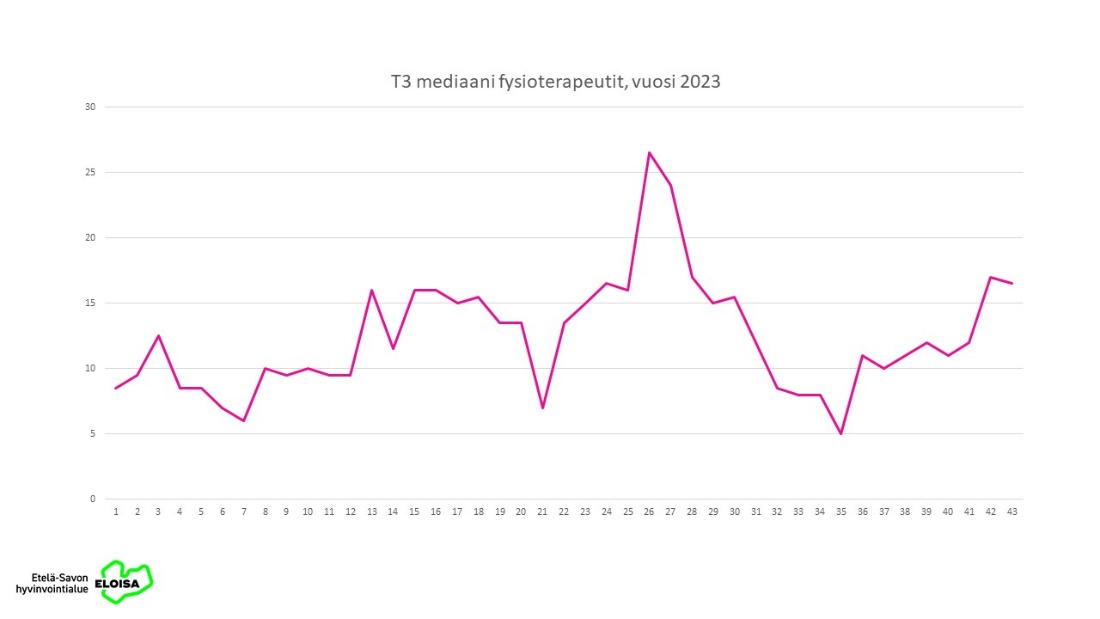 T3 mediaani fysioterapeutit, vuosi 2023
30
25
20
15
10
5
0
1 2 3 4 5 6 7 8 9 10 11 12 13 14 15 16 17 18 19 20 21 22 23 24 25 26 27 28 29 30 31 32 33 34 35 36 37 38 39 40 41 42 43
Etelä-Savon
hyvinvointialue
ELOISA